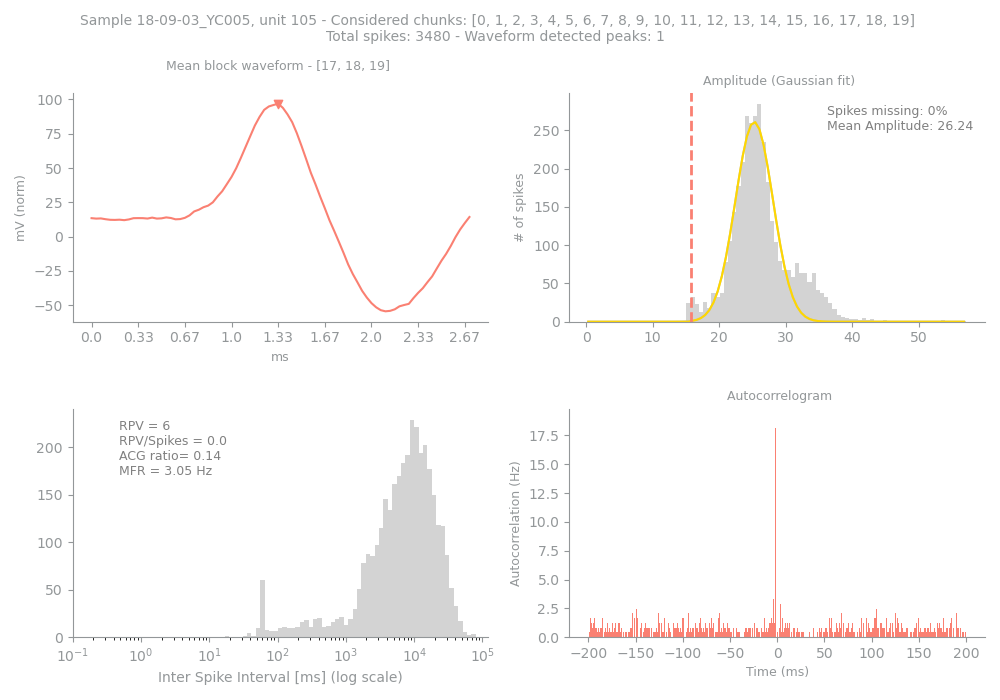 Sample 18-09-03_YC005, unit 105 - Considered chunks: [0, 1, 2, 3, 4, 5, 6, 7, 8, 9, 10, 11, 12, 13, 14, 15, 16, 17, 18, 19]
Total spikes: 3480 - Waveform detected peaks: 1
Mean block waveform - [17, 18, 19]
mV (norm)
100
75
50
25
0
−25
−50
0.0 0.33 0.67 1.0 1.33 1.67 2.0 2.33 2.67
ms
Amplitude (Gaussian fit)
Spikes missing: 0%
Mean Amplitude: 26.24
# of spikes
250
200
150
100
50
0
0 10 20 30 40 50
RPV = 6
RPV/Spikes = 0.0
ACG ratio= 0.14
MFR = 3.05 Hz
200
150
100
50
0
10⁻¹ 10⁰ 10¹ 10² 10³ 10⁴ 10⁵
Inter Spike Interval [ms] (log scale)
Autocorrelogram
Autocorrelation (Hz)
17.5
15.0
12.5
10.0
7.5
5.0
2.5
0.0
−200 −150 −100 −50 0 50 100 150 200
Time (ms)